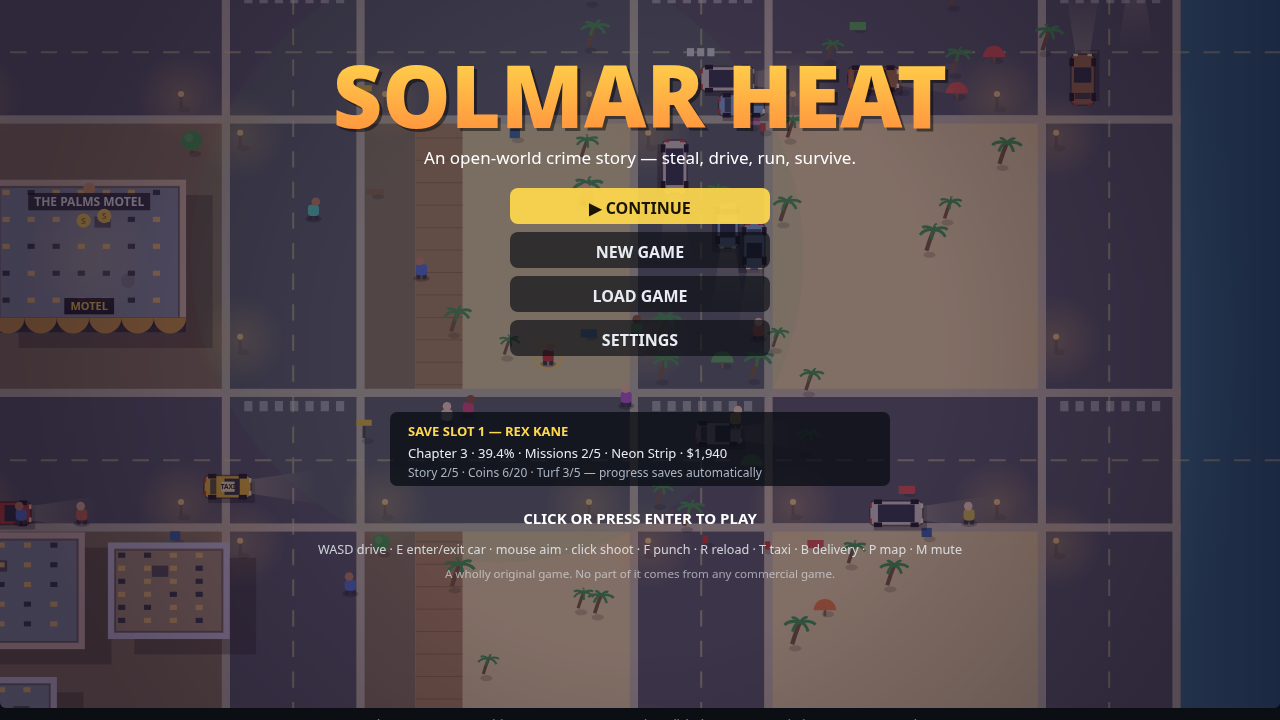 SOLMAR HEAT
An open-world crime story — steal, drive, run, survive.
▶ CONTINUE
THE PALMS MOTEL
NEW GAME
LOAD GAME
MOTEL
SETTINGS
SAVE SLOT 1 — REX KANE
Chapter 3 · 39.4% · Missions 2/5 · Neon Strip · $1,940
Story 2/5 · Coins 6/20 · Turf 3/5 — progress saves automatically
TAXI
CLICK OR PRESS ENTER TO PLAY
WASD drive · E enter/exit car · mouse aim · click shoot · F punch · R reload · T taxi · B delivery · P map · M mute
A wholly original game. No part of it comes from any commercial game.